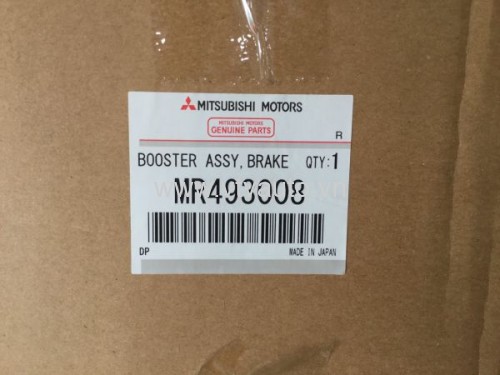 MITSUBISHI MOTORS
MITSUBISHI MOTORS
GENUINE PARTS
R
BOOSTER ASSY, BRAKE QTY:1
MR493008
DP
MADE IN JAPAN